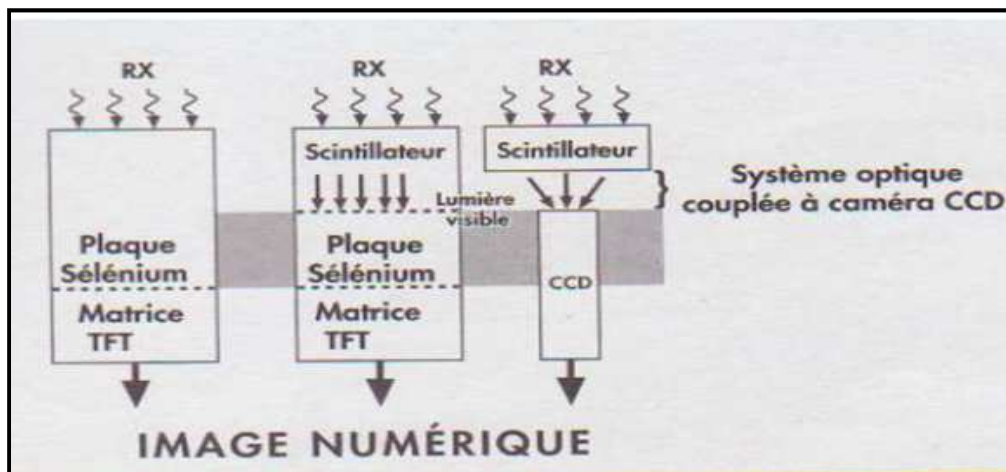 RX
RX
RX
Scintillateur
Scintillateur
Lumière
visible
Système optique
couplée à caméra CCD
Plaque
Sélénium
Matrice
TFT
Plaque
Sélénium
Matrice
TFT
CCD
IMAGE NUMÉRIQUE